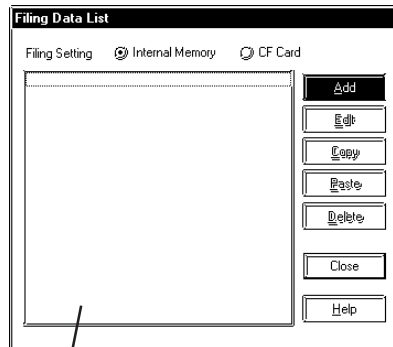 Filing Data List
Filing Setting Internal Memory CF Card
Add
Edit
Copy
Paste
Delete
Close
Help